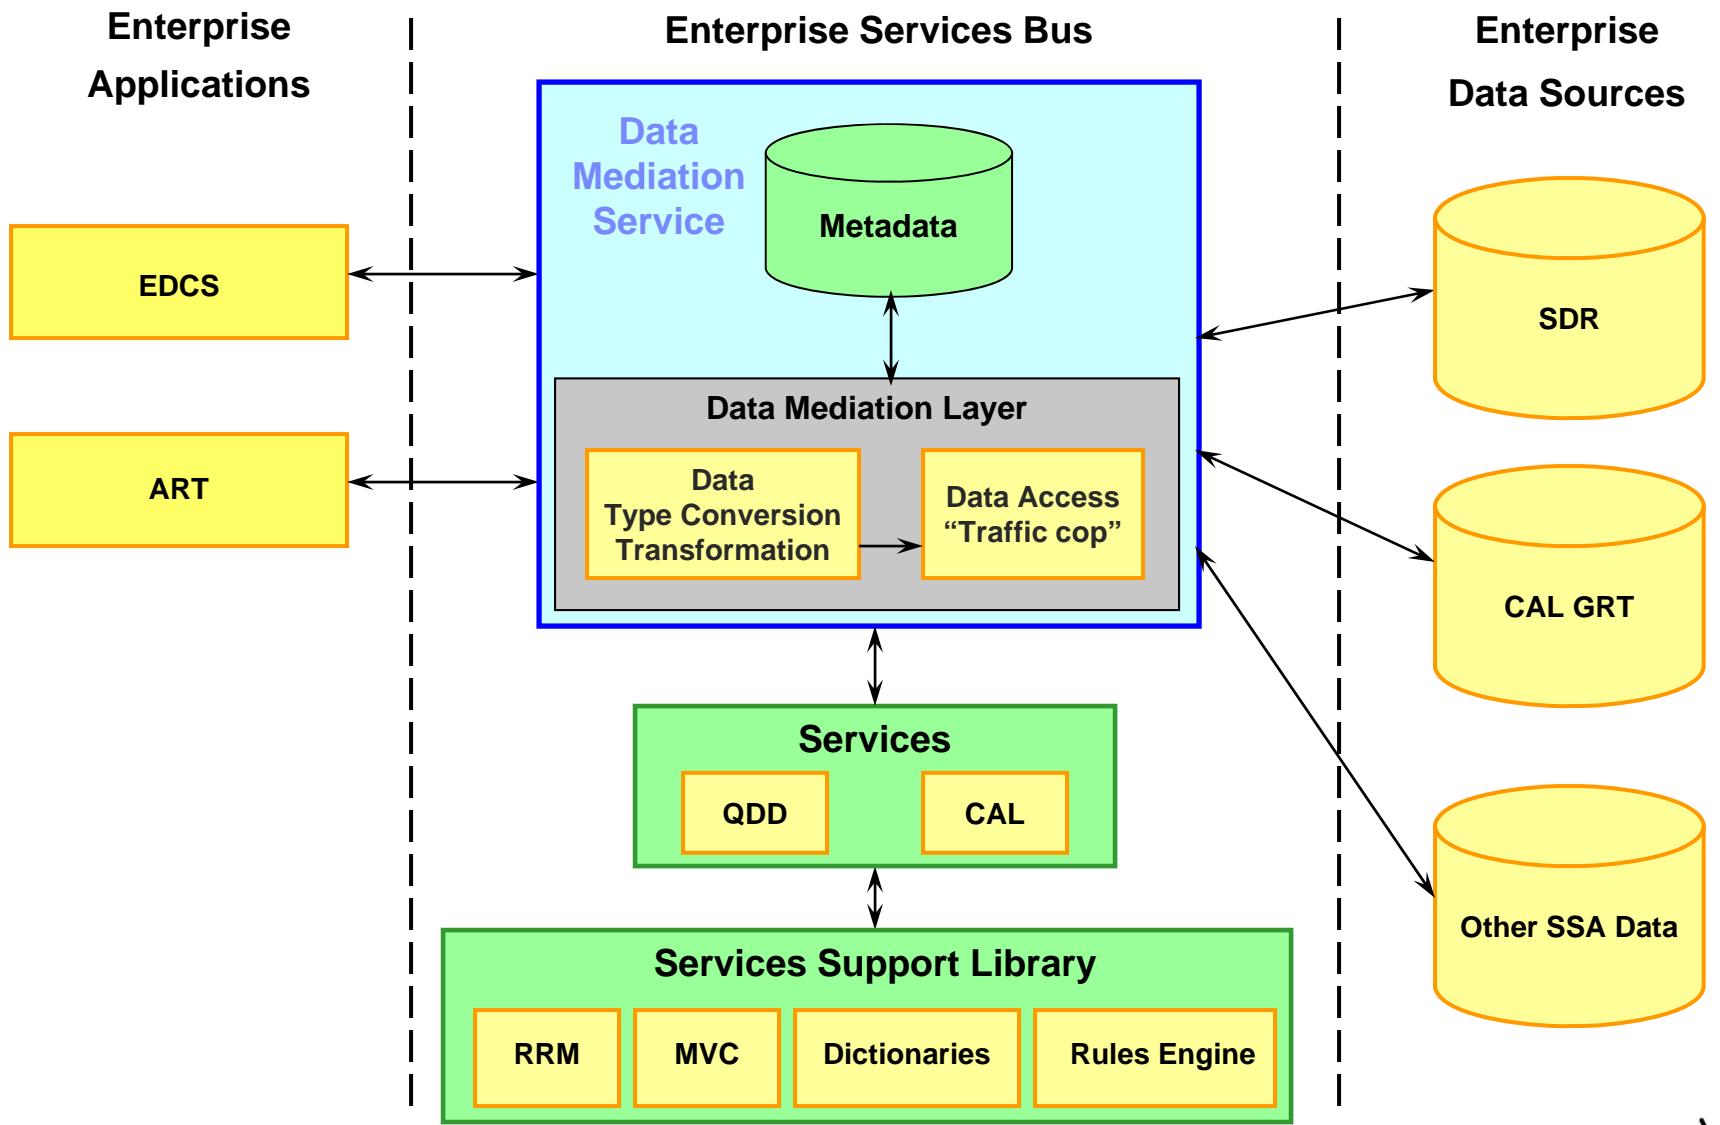 Enterprise
Applications
Enterprise Services Bus
Enterprise
Data Sources
Data
Mediation
Service
Metadata
EDCS
ART
Data Mediation Layer
Data
Type Conversion
Transformation
Data Access
“Traffic cop”
SDR
CAL GRT
Other SSA Data
Services
QDD
CAL
Services Support Library
RRM
MVC
Dictionaries
Rules Engine